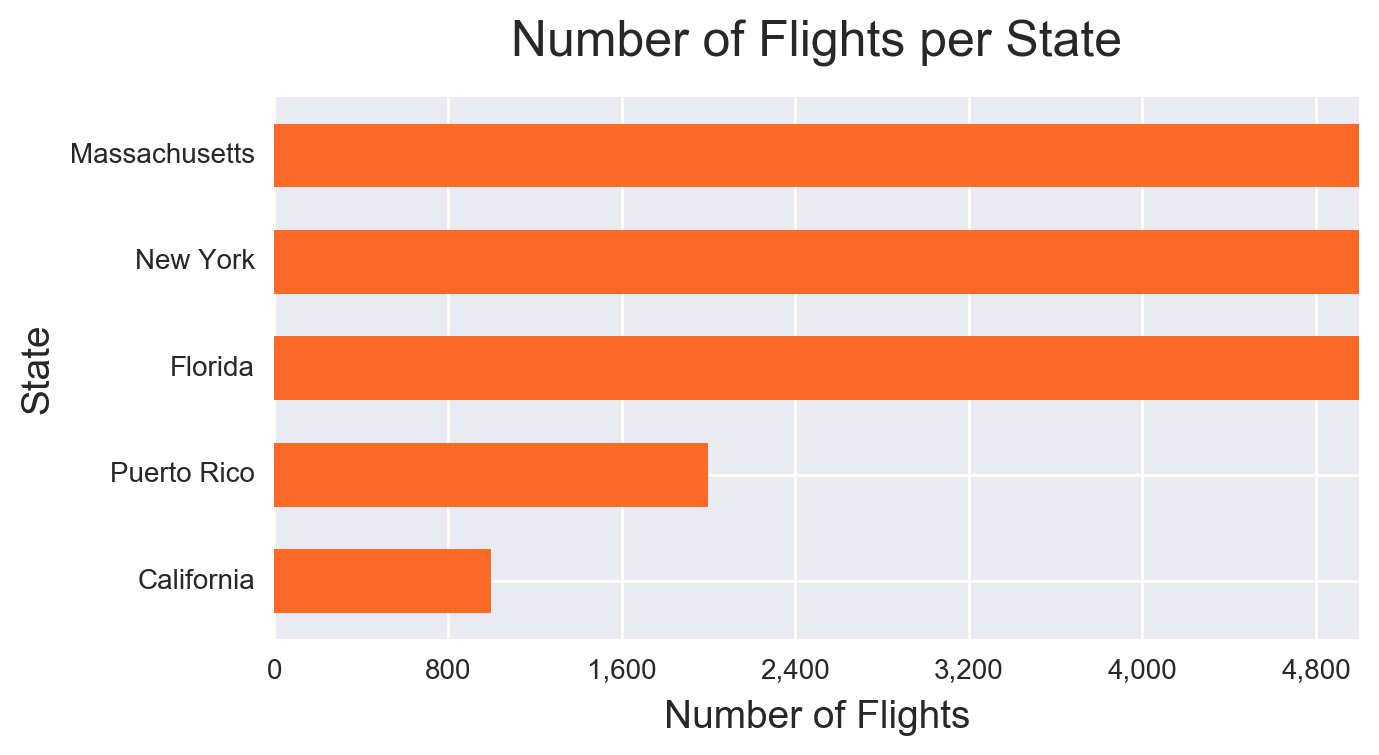 Number of Flights per State
State
Massachusetts
New York
Florida
Puerto Rico
California
0 800 1,600 2,400 3,200 4,000 4,800
Number of Flights